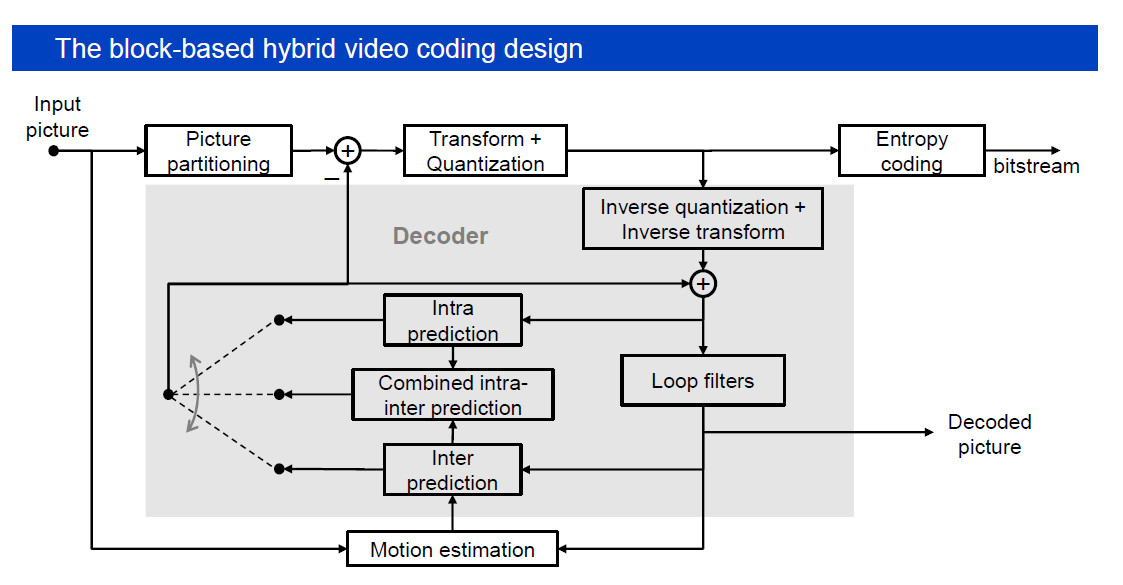 The block-based hybrid video coding design
Input
picture
Picture
partitioning
+
–
Transform +
Quantization
Entropy
coding
bitstream
Inverse quantization +
Inverse transform
Decoder
+
Intra
prediction
Combined intra-
inter prediction
Loop filters
Inter
prediction
Decoded
picture
Motion estimation